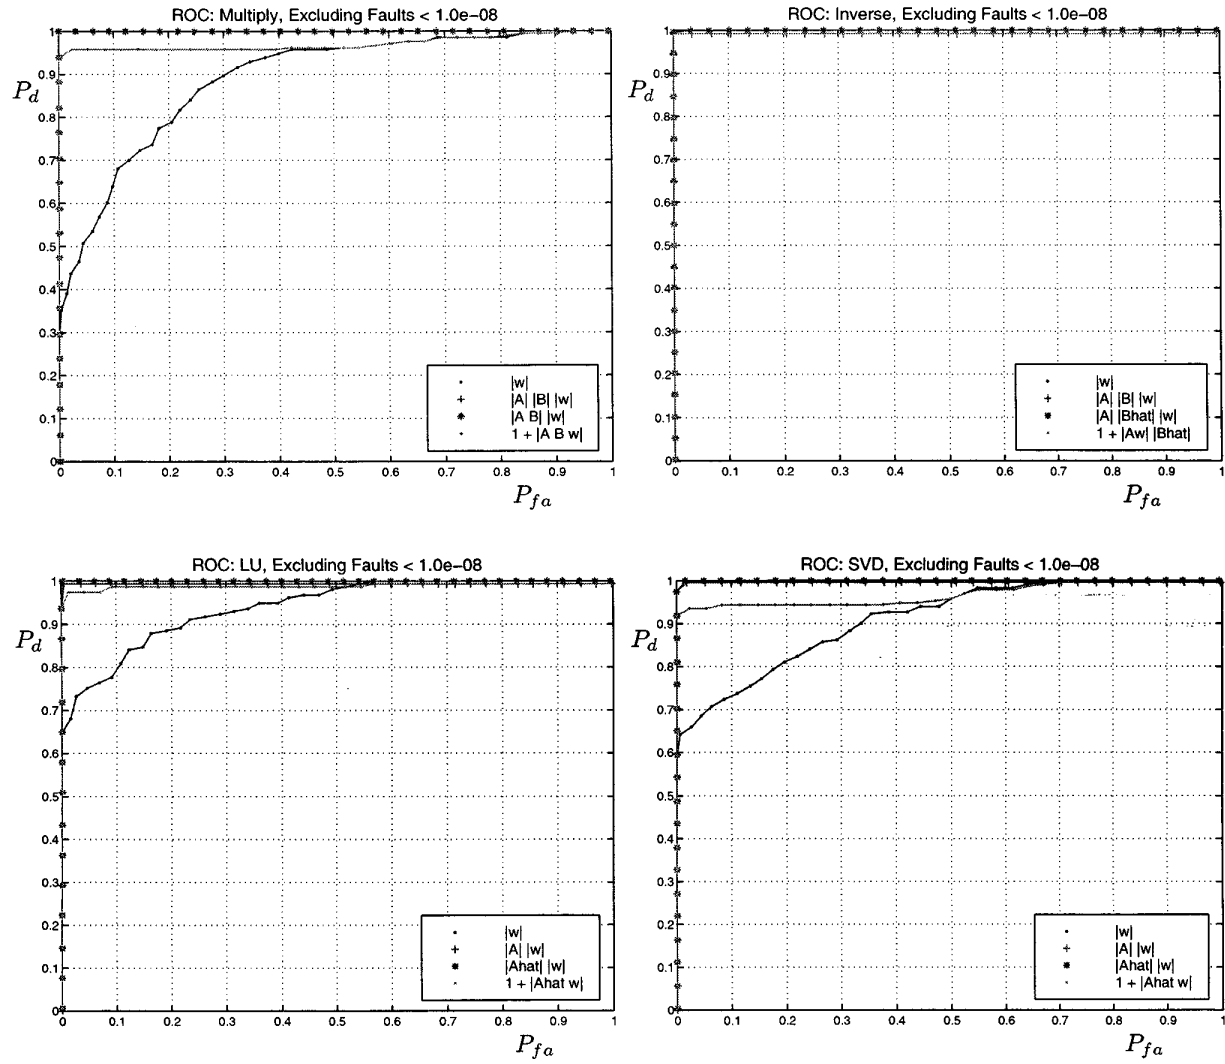 ROC: Multiply, Excluding Faults < 1.0e−08
1
0.9
P_d
0.8
0.7
0.6
0.5
0.4
0.3
0.2
0.1
0
|w|
|A| |B| |w|
|A B| |w|
1 + |A B w|
0 0.1 0.2 0.3 0.4 0.5 0.6 0.7 0.8 0.9 1
P_fa
ROC: Inverse, Excluding Faults < 1.0e−08
1
0.9
P_d
0.8
0.7
0.6
0.5
0.4
0.3
0.2
0.1
0
|w|
|A| |B| |w|
|A| |Bhat| |w|
1 + |Aw| |Bhat|
0 0.1 0.2 0.3 0.4 0.5 0.6 0.7 0.8 0.9 1
P_fa
ROC: LU, Excluding Faults < 1.0e−08
1
0.9
P_d
0.8
0.7
0.6
0.5
0.4
0.3
0.2
0.1
0
|w|
|A| |w|
|Ahat| |w|
1 + |Ahat w|
0 0.1 0.2 0.3 0.4 0.5 0.6 0.7 0.8 0.9 1
P_fa
ROC: SVD, Excluding Faults < 1.0e−08
1
0.9
P_d
0.8
0.7
0.6
0.5
0.4
0.3
0.2
0.1
0
|w|
|A| |w|
|Ahat| |w|
1 + |Ahat w|
0 0.1 0.2 0.3 0.4 0.5 0.6 0.7 0.8 0.9 1
P_fa